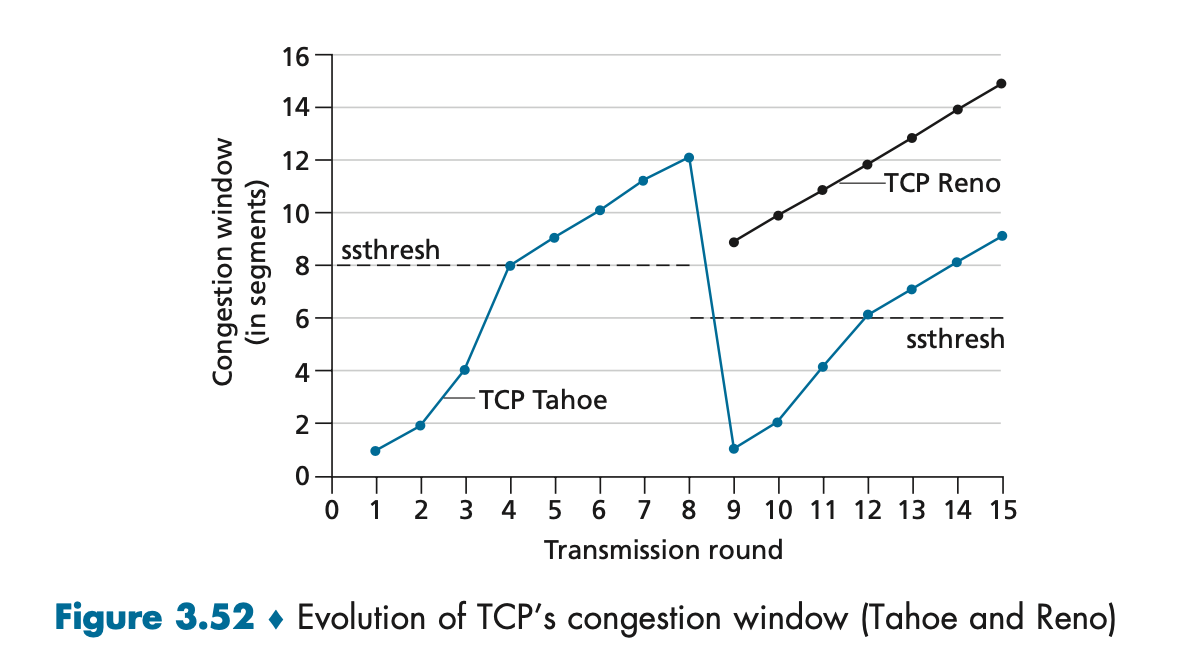 16
14
12
10
8
6
4
2
0
Congestion window
(in segments)
ssthresh
TCP Reno
ssthresh
TCP Tahoe
0 1 2 3 4 5 6 7 8 9 10 11 12 13 14 15
Transmission round
Figure 3.52 ♦ Evolution of TCP’s congestion window (Tahoe and Reno)